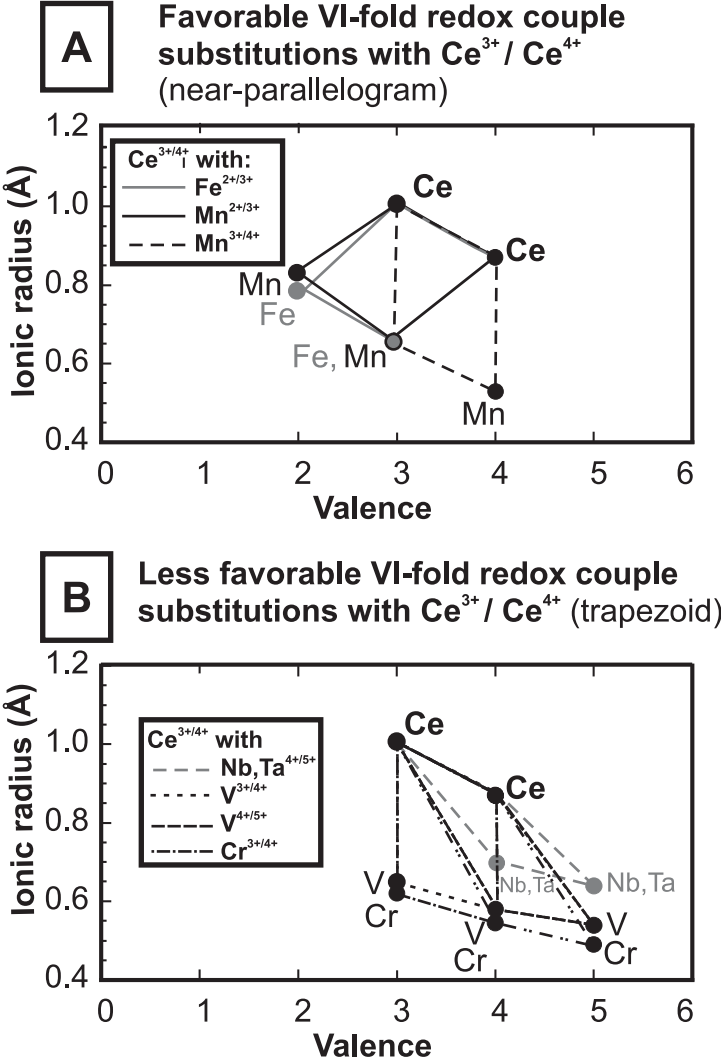 A
Favorable VI-fold redox couple
substitutions with Ce³⁺ / Ce⁴⁺
(near-parallelogram)
Ionic radius (Å)
1.2
1.0
0.8
0.6
0.4
Ce³⁺/⁴⁺ with:
Fe²⁺/³⁺
Mn²⁺/³⁺
Mn³⁺/⁴⁺
Ce
Ce
Mn
Fe
Fe, Mn
Mn
0 1 2 3 4 5 6
Valence
B
Less favorable VI-fold redox couple
substitutions with Ce³⁺ / Ce⁴⁺ (trapezoid)
Ionic radius (Å)
1.2
1.0
0.8
0.6
0.4
Ce³⁺/⁴⁺ with
Nb,Ta⁴⁺/⁵⁺
V³⁺/⁴⁺
V⁴⁺/⁵⁺
Cr³⁺/⁴⁺
Ce
Ce
Nb,Ta
Nb,Ta
V
Cr
V
Cr
V
Cr
0 1 2 3 4 5 6
Valence